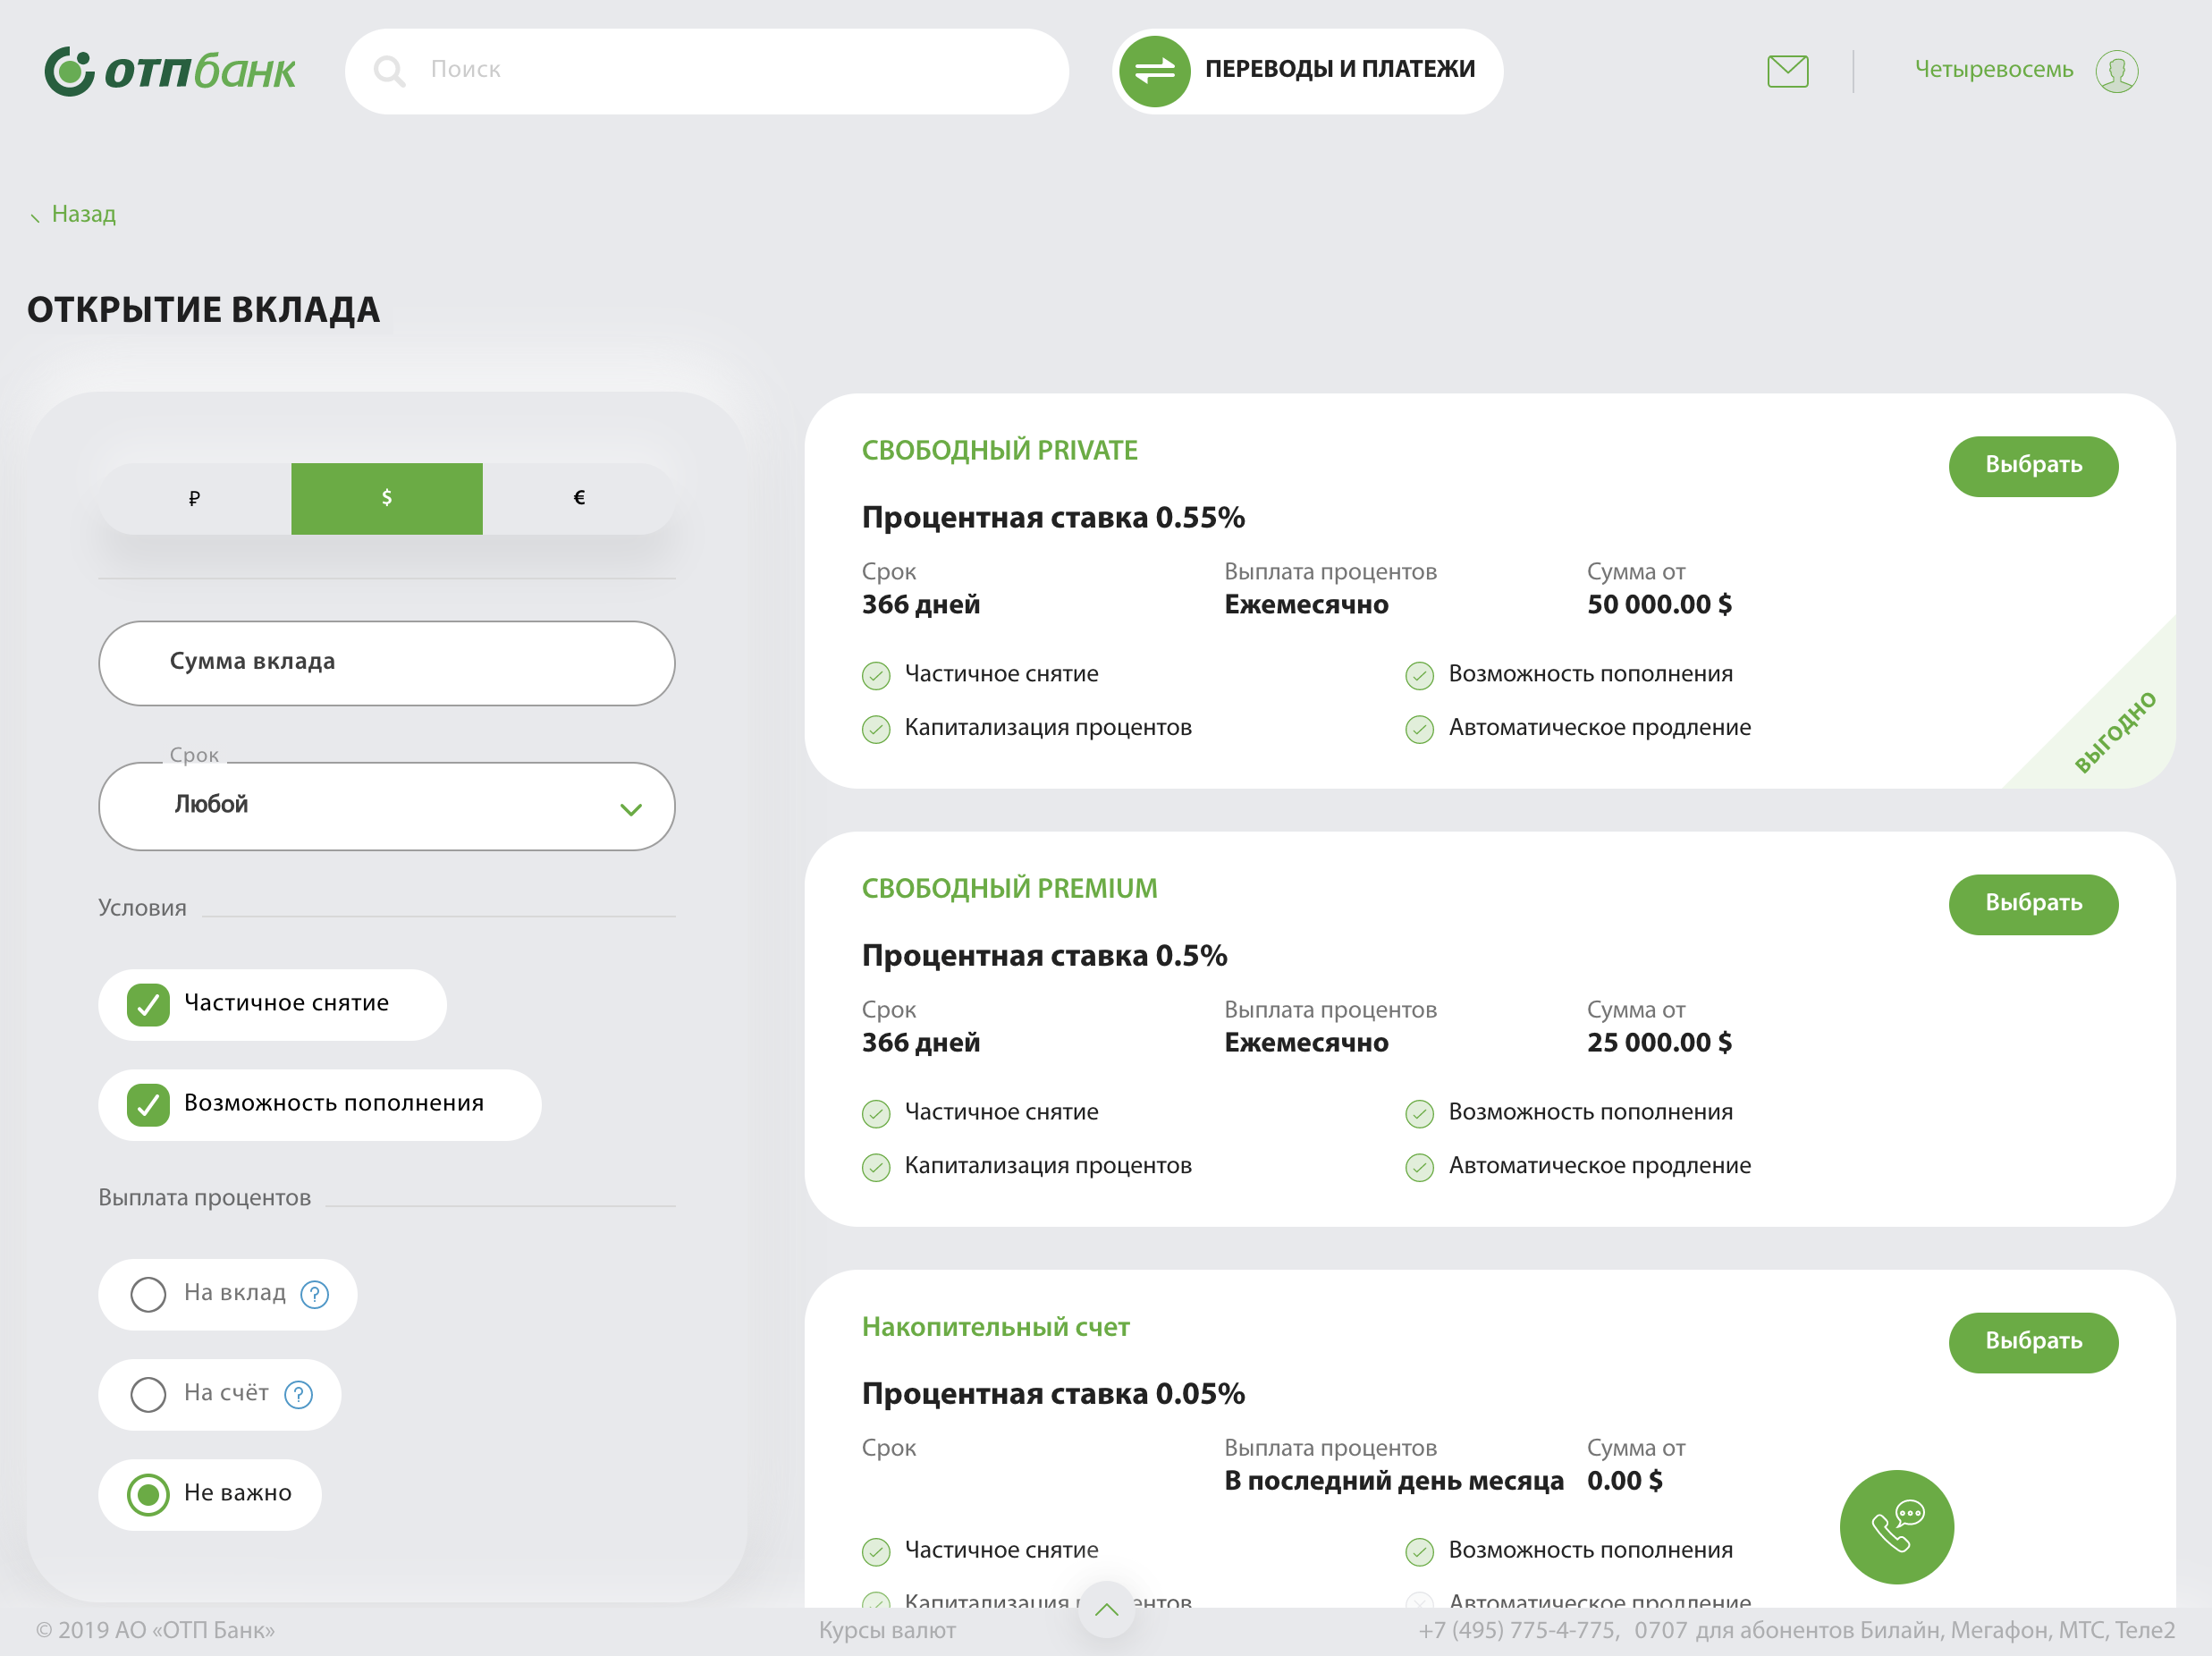 отпбанк
Поиск
ПЕРЕВОДЫ И ПЛАТЕЖИ
Четыревосемь
Назад
ОТКРЫТИЕ ВКЛАДА
₽
$
€
Сумма вклада
Срок
Любой
Условия
Частичное снятие
Возможность пополнения
Выплата процентов
На вклад ?
На счёт ?
Не важно
СВОБОДНЫЙ PRIVATE
Выбрать
Процентная ставка 0.55%
Срок Выплата процентов Сумма от
366 дней Ежемесячно 50 000.00 $
Частичное снятие Возможность пополнения
Капитализация процентов Автоматическое продление
ВЫГОДНО
СВОБОДНЫЙ PREMIUM
Выбрать
Процентная ставка 0.5%
Срок Выплата процентов Сумма от
366 дней Ежемесячно 25 000.00 $
Частичное снятие Возможность пополнения
Капитализация процентов Автоматическое продление
Накопительный счет
Выбрать
Процентная ставка 0.05%
Срок Выплата процентов Сумма от
В последний день месяца 0.00 $
Частичное снятие Возможность пополнения
Капитализация Автоматическое продление
© 2019 АО «ОТП Банк»
Курсы валют
+7 (495) 775-4-775, 0707 для абонентов Билайн, Мегафон, МТС, Теле2